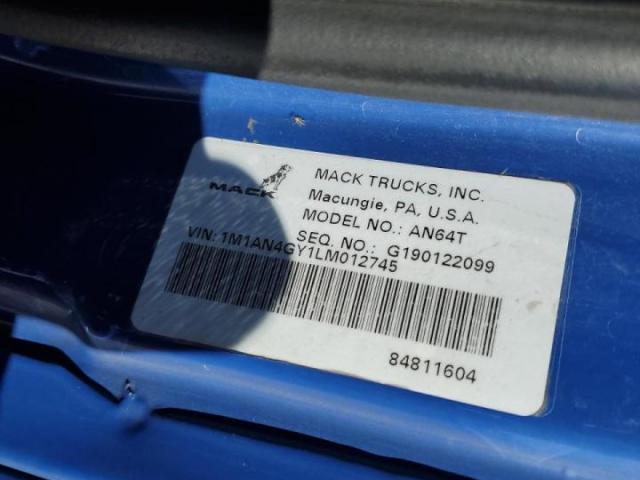 MACK
MACK TRUCKS, INC.
Macungie, PA, U.S.A.
MODEL NO.: AN64T
SEQ. NO.: G190122099
VIN: 1M1AN4GY1LM012745
84811604